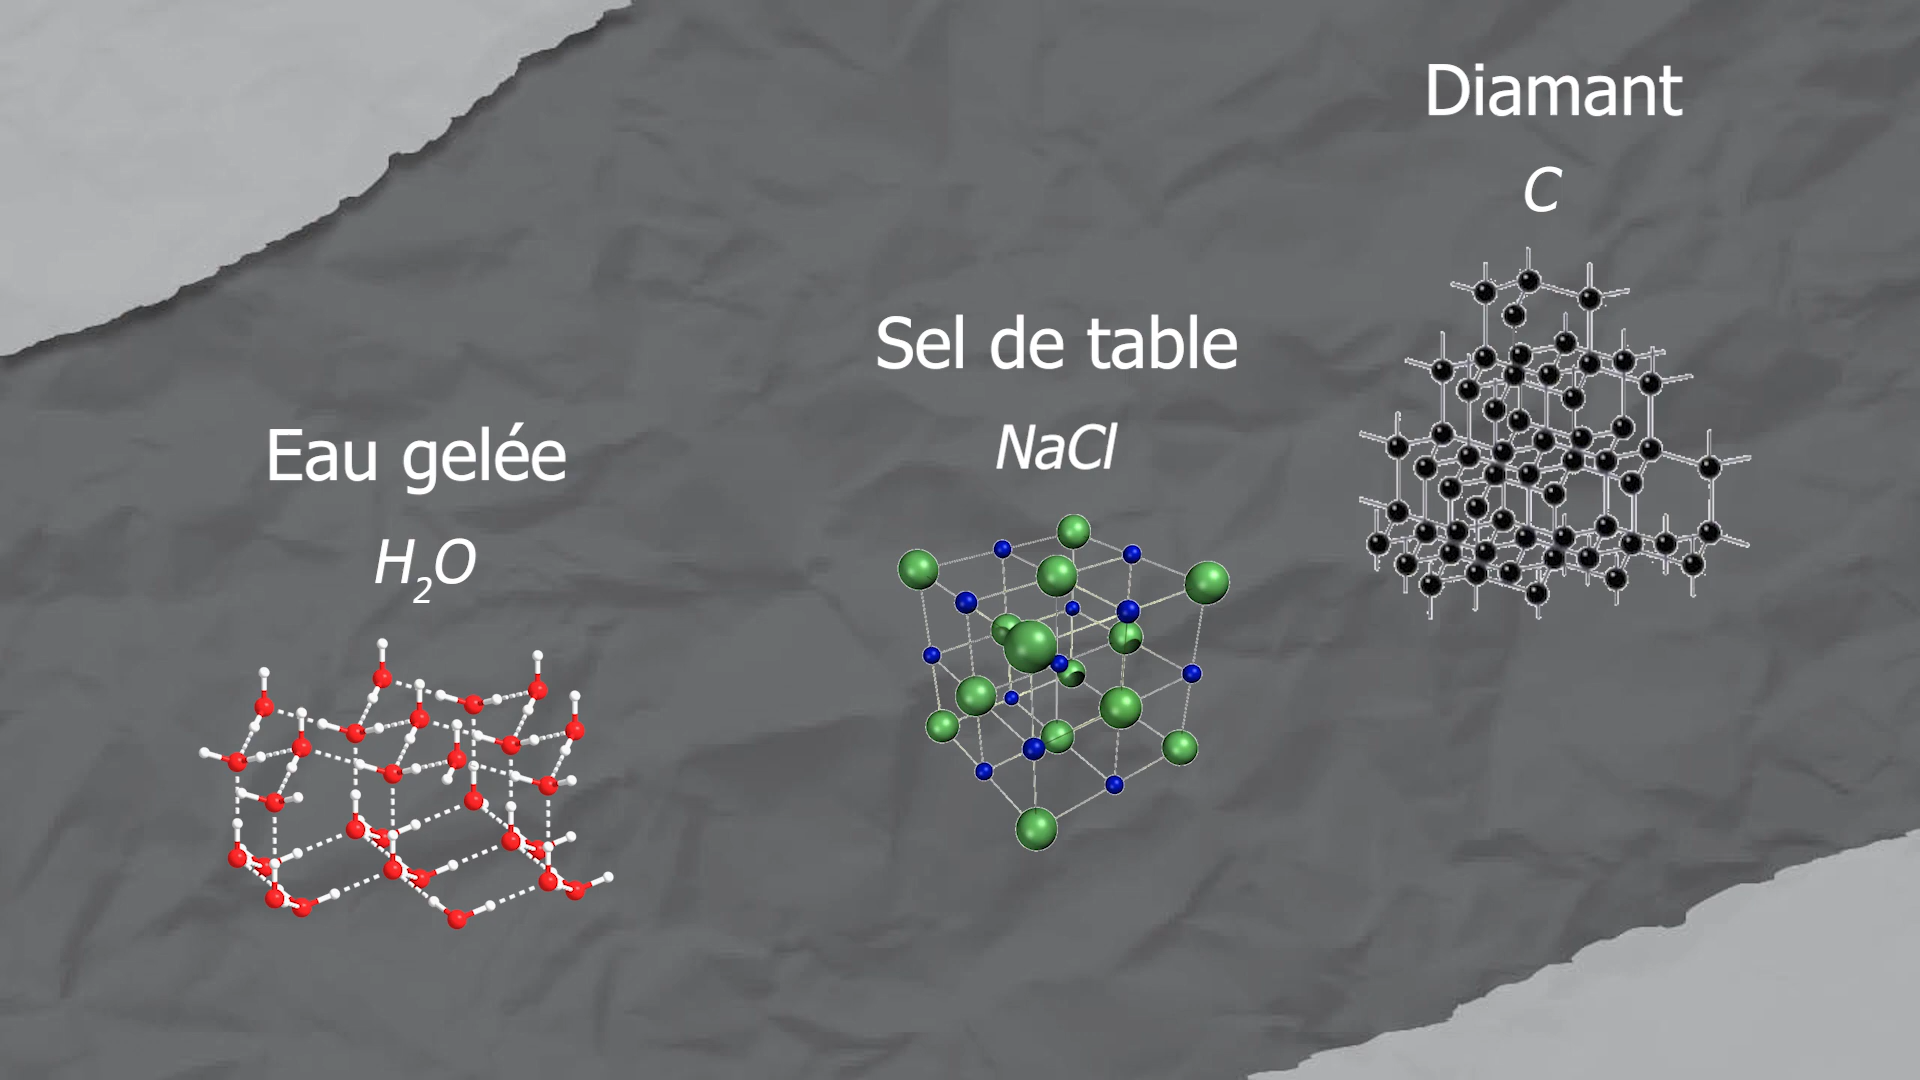 Eau gelée
H₂O
Sel de table
NaCl
Diamant
C